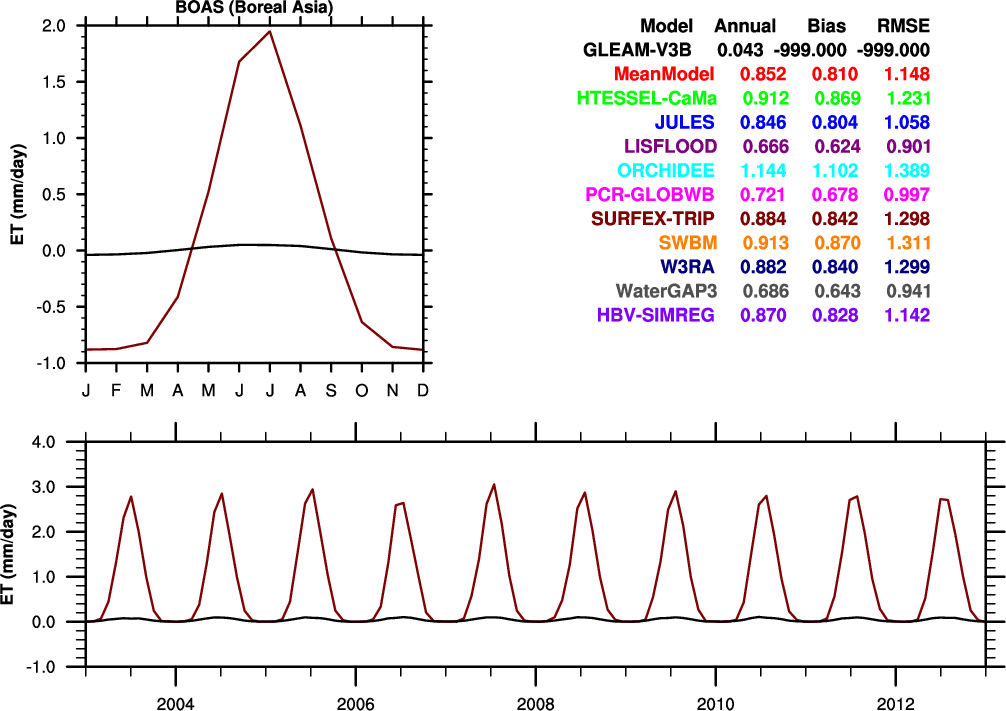 BOAS (Boreal Asia)
2.0
1.5
1.0
0.5
0.0
-0.5
-1.0
ET (mm/day)
J F M A M J J A S O N D
Model Annual Bias RMSE
GLEAM-V3B 0.043 -999.000 -999.000
MeanModel 0.852 0.810 1.148
HTESSEL-CaMa 0.912 0.869 1.231
JULES 0.846 0.804 1.058
LISFLOOD 0.666 0.624 0.901
ORCHIDEE 1.144 1.102 1.389
PCR-GLOBWB 0.721 0.678 0.997
SURFEX-TRIP 0.884 0.842 1.298
SWBM 0.913 0.870 1.311
W3RA 0.882 0.840 1.299
WaterGAP3 0.686 0.643 0.941
HBV-SIMREG 0.870 0.828 1.142
4.0
3.0
2.0
1.0
0.0
-1.0
ET (mm/day)
2004 2006 2008 2010 2012